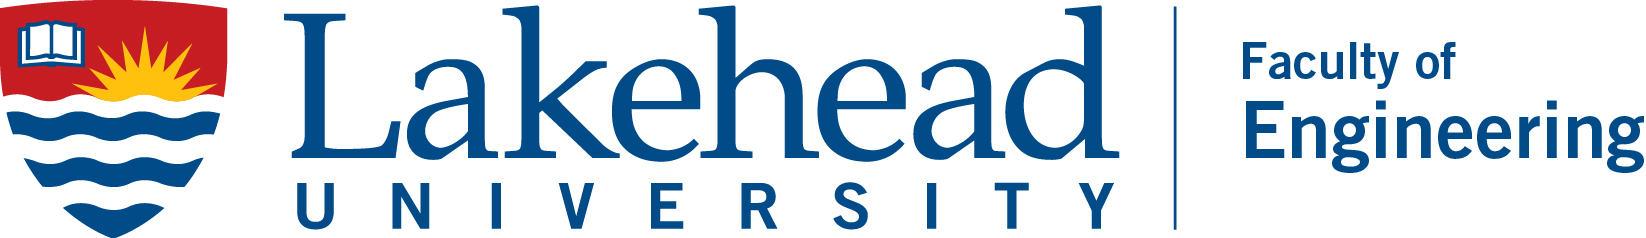 Lakehead
UNIVERSITY
Faculty of
Engineering